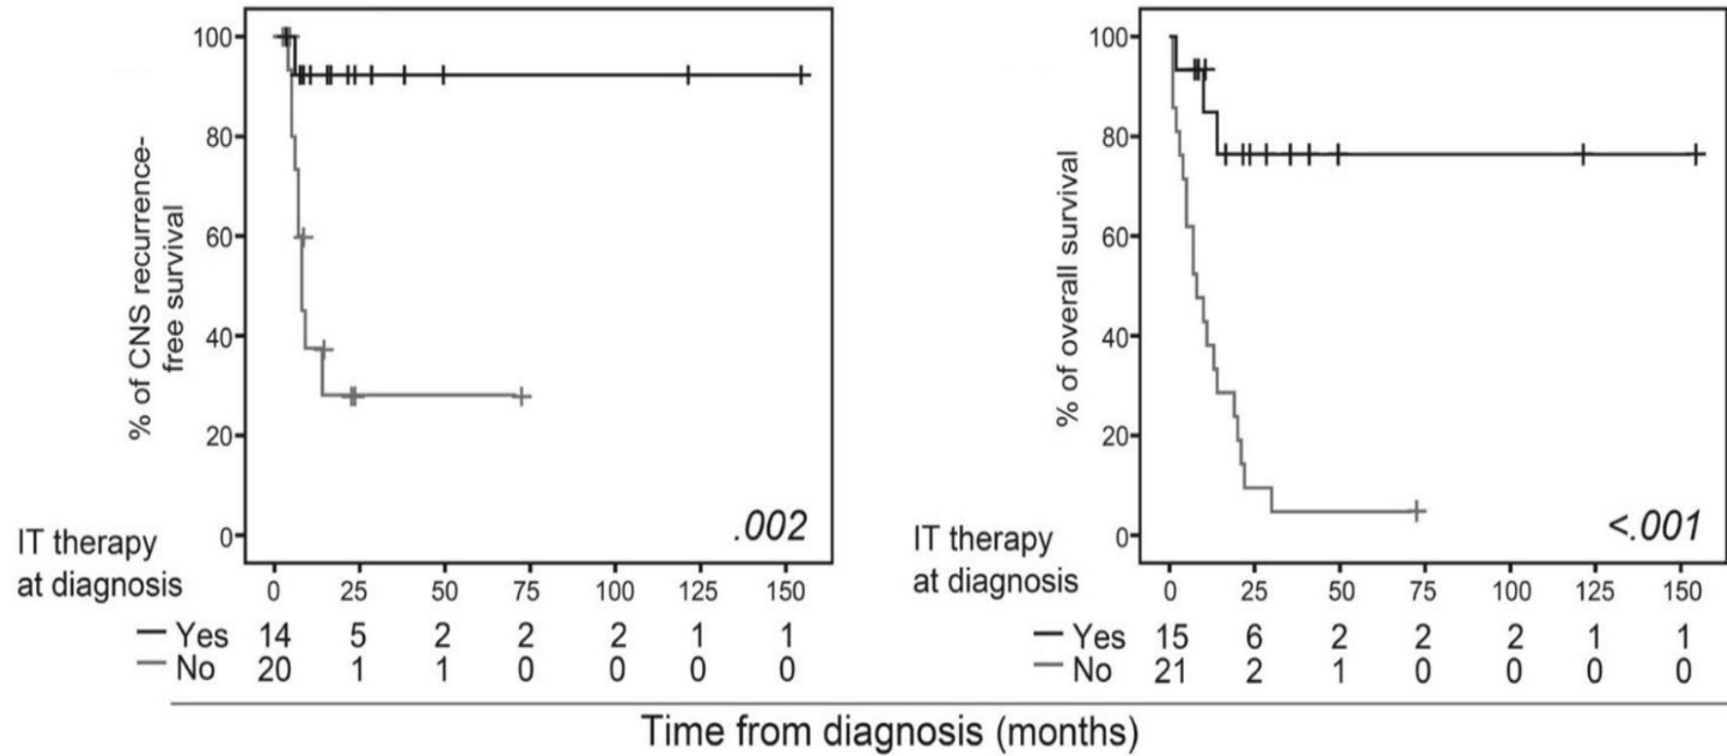 % of CNS recurrence-
free survival
100
80
60
40
20
0
.002
IT therapy
at diagnosis
0 25 50 75 100 125 150
Yes 14 5 2 2 2 1 1
No 20 1 1 0 0 0 0
% of overall survival
100
80
60
40
20
0
<.001
IT therapy
at diagnosis
0 25 50 75 100 125 150
Yes 15 6 2 2 2 1 1
No 21 2 1 0 0 0 0
Time from diagnosis (months)